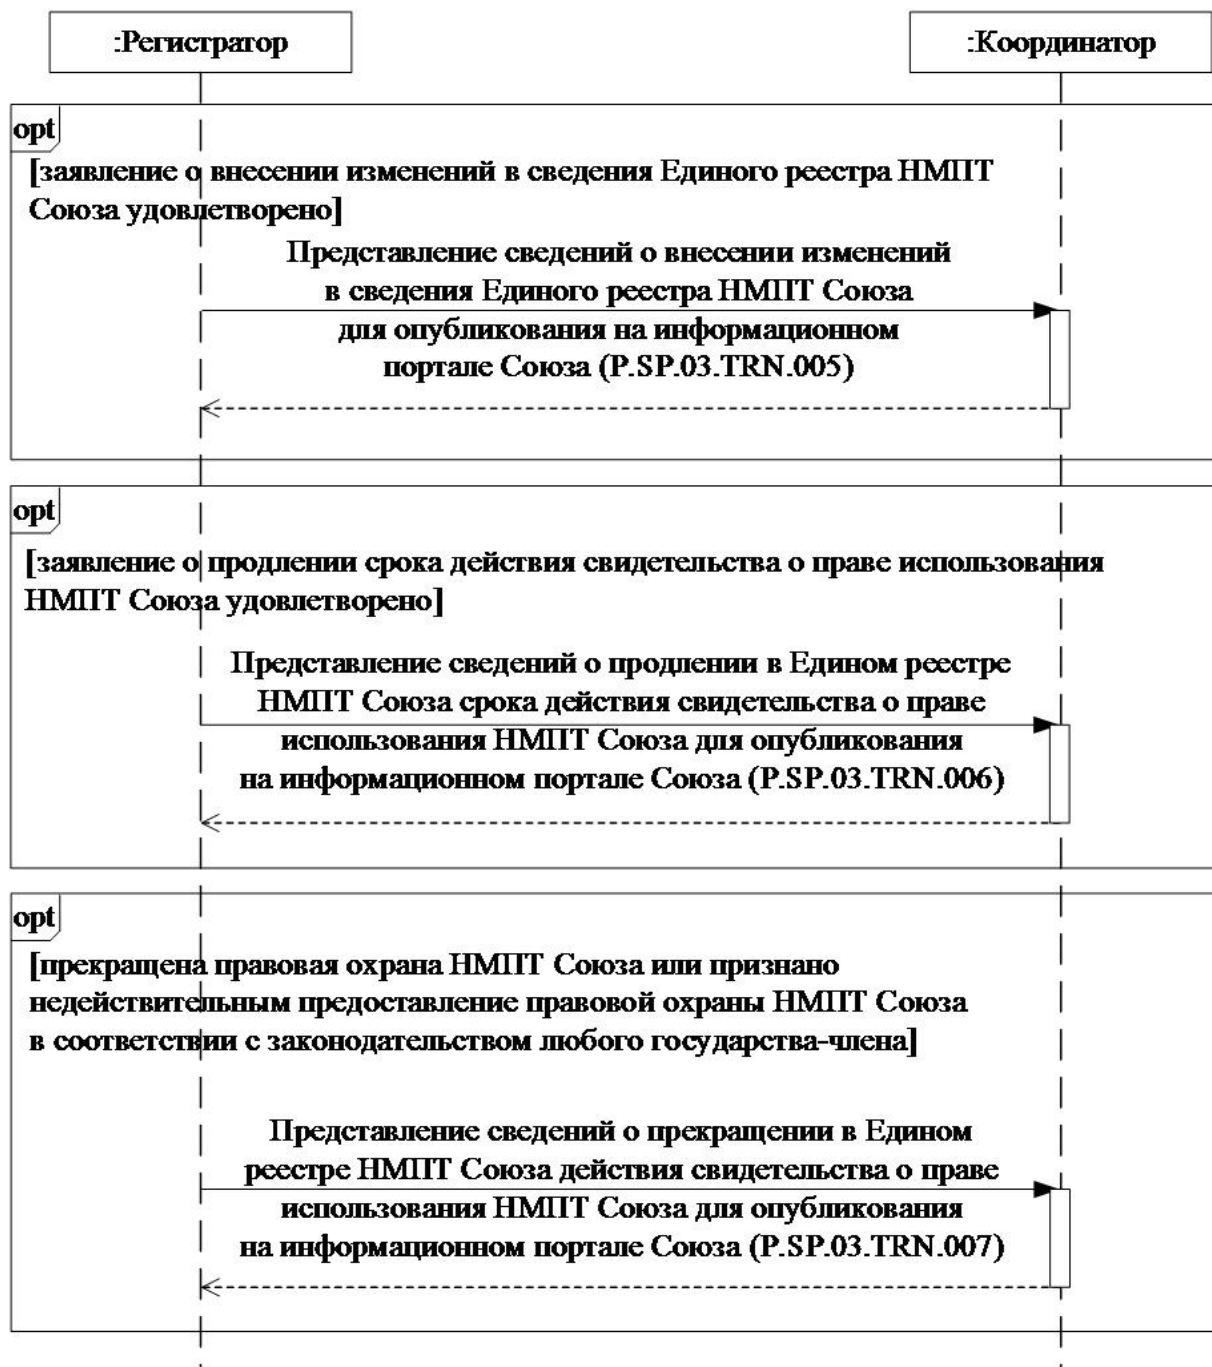 :Регистратор
:Координатор
opt
[заявление о внесении изменений в сведения Единого реестра НМПТ
Союза удовлетворено]
Представление сведений о внесении изменений
в сведения Единого реестра НМПТ Союза
для опубликования на информационном
портале Союза (P.SP.03.TRN.005)
opt
[заявление о продлении срока действия свидетельства о праве использования
НМПТ Союза удовлетворено]
Представление сведений о продлении в Едином реестре
НМПТ Союза срока действия свидетельства о праве
использования НМПТ Союза для опубликования
на информационном портале Союза (P.SP.03.TRN.006)
opt
[прекращена правовая охрана НМПТ Союза или признано
недействительным предоставление правовой охраны НМПТ Союза
в соответствии с законодательством любого государства-члена]
Представление сведений о прекращении в Едином
реестре НМПТ Союза действия свидетельства о праве
использования НМПТ Союза для опубликования
на информационном портале Союза (P.SP.03.TRN.007)